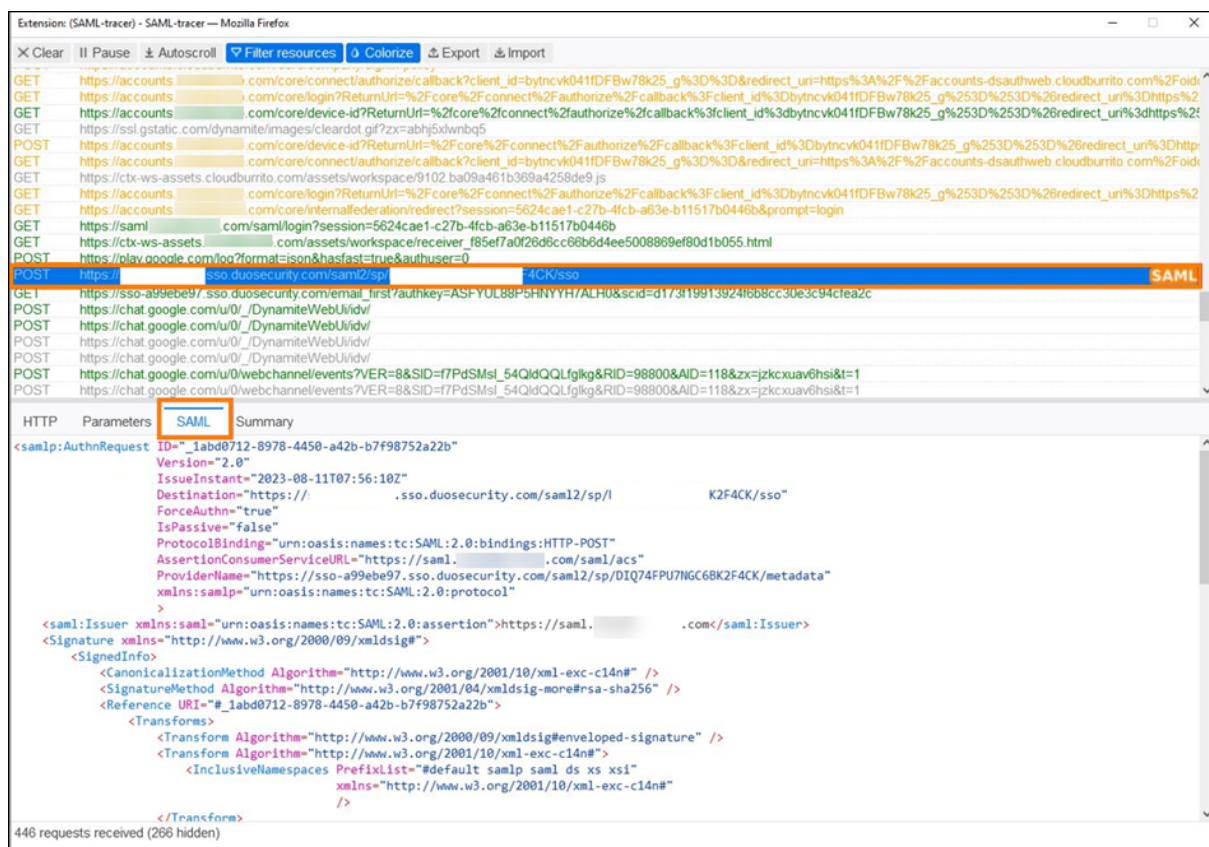 Extension: (SAML-tracer) - SAML-tracer — Mozilla Firefox
Clear Pause Autoscroll Filter resources Colorize Export Import
GET https://accounts. .com/core/connect/authorize/callback?client_id=bytncvk041fDFBw78k25_g%3D%3D&redirect_uri=https%3A%2F%2Faccounts-dsauthweb.cloudburrito.com%2Foid
GET https://accounts. .com/core/login?ReturnUrl=%2Fcore%2Fconnect%2Fauthorize%2Fcallback%3Fclient_id%3Dbytncvk041fDFBw78k25_g%253D%253D%26redirect_uri%3Dhttps%2
GET https://accounts. .com/core/device-id?ReturnUrl=%2fcore%2fconnect%2fauthorize%2fcallback%3fclient_id%3dbytncvk041fDFBw78k25_g%253D%253D%26redirect_uri%3dhttps%25
GET https://ssl.gstatic.com/dynamite/images/cleardot.gif?zx=abhj5xlwnbq5
POST https://accounts. .com/core/device-id?ReturnUrl=%2Fcore%2Fconnect%2Fauthorize%2Fcallback%3Fclient_id%3Dbytncvk041fDFBw78k25_g%253D%253D%26redirect_uri%3Dhttp
GET https://accounts. .com/core/connect/authorize/callback?client_id=bytncvk041fDFBw78k25_g%3D%3D&redirect_uri=https%3A%2F%2Faccounts-dsauthweb.cloudburrito.com%2Foid
GET https://ctx-ws-assets.cloudburrito.com/assets/workspace/9102.ba09a461b369a4258de9.js
GET https://accounts. .com/core/login?ReturnUrl=%2Fcore%2Fconnect%2Fauthorize%2Fcallback%3Fclient_id%3Dbytncvk041fDFBw78k25_g%253D%253D%26redirect_uri%3Dhttps%2
GET https://accounts. .com/core/internalfederation/redirect?session=5624cae1-c27b-4fcb-a63e-b11517b0446b&prompt=login
GET https://saml .com/saml/login?session=5624cae1-c27b-4fcb-a63e-b11517b0446b
GET https://ctx-ws-assets. .com/assets/workspace/receiver_f85ef7a0f26d6cc66b6d4ee5008869ef80d1b055.html
POST https://play.google.com/log?format=json&hasfast=true&authuser=0
POST https:// sso.duosecurity.com/saml2/sp/ F4CK/sso SAML
GET https://sso-a99ebe97.sso.duosecurity.com/email_first?authkey=ASFYUL88P5HNYYH7ALH0&scid=d173f19913924f6b8cc30e3c94cfea2c
POST https://chat.google.com/u/0/_/DynamiteWebUi/idv/
POST https://chat.google.com/u/0/_/DynamiteWebUi/idv/
POST https://chat.google.com/u/0/_/DynamiteWebUi/idv/
POST https://chat.google.com/u/0/_/DynamiteWebUi/idv/
POST https://chat.google.com/u/0/webchannel/events?VER=8&SID=f7PdSMsI_54QIdQQLfglkg&RID=98800&AID=118&zx=jzkcxuav6hsi&t=1
POST https://chat.google.com/u/0/webchannel/events?VER=8&SID=f7PdSMsI_54QIdQQLfglkg&RID=98800&AID=118&zx=jzkcxuav6hsi&t=1
HTTP Parameters SAML Summary
<samlp:AuthnRequest ID="_1abd0712-8978-4450-a42b-b7f98752a22b"
Version="2.0"
IssueInstant="2023-08-11T07:56:10Z"
Destination="https:// .sso.duosecurity.com/saml2/sp/ K2F4CK/sso"
ForceAuthn="true"
IsPassive="false"
ProtocolBinding="urn:oasis:names:tc:SAML:2.0:bindings:HTTP-POST"
AssertionConsumerServiceURL="https://saml. .com/saml/acs"
ProviderName="https://sso-a99ebe97.sso.duosecurity.com/saml2/sp/DIQ74FPU7NGC6BK2F4CK/metadata"
xmlns:samlp="urn:oasis:names:tc:SAML:2.0:protocol"
>
<saml:Issuer xmlns:saml="urn:oasis:names:tc:SAML:2.0:assertion">https://saml. .com</saml:Issuer>
<Signature xmlns="http://www.w3.org/2000/09/xmldsig#">
<SignedInfo>
<CanonicalizationMethod Algorithm="http://www.w3.org/2001/10/xml-exc-c14n#" />
<SignatureMethod Algorithm="http://www.w3.org/2001/04/xmldsig-more#rsa-sha256" />
<Reference URI="#_1abd0712-8978-4450-a42b-b7f98752a22b">
<Transforms>
<Transform Algorithm="http://www.w3.org/2000/09/xmldsig#enveloped-signature" />
<Transform Algorithm="http://www.w3.org/2001/10/xml-exc-c14n#">
<InclusiveNamespaces PrefixList="#default samlp saml ds xs xsi"
xmlns="http://www.w3.org/2001/10/xml-exc-c14n#"
/>
</Transform>
446 requests received (266 hidden)